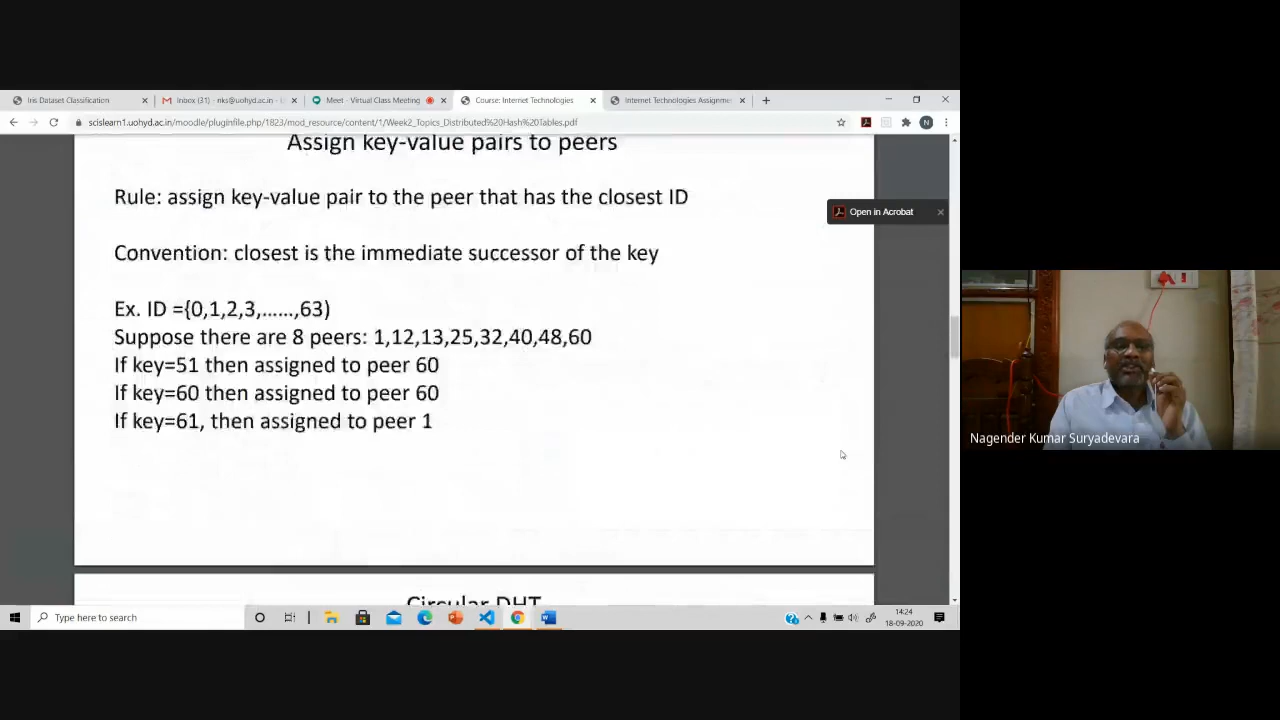 Iris Dataset Classification
Inbox (31) - nks@uohyd.ac.in -
Meet - Virtual Class Meeting
Course: Internet Technologies
Internet Technologies Assignme
scislearn1.uohyd.ac.in/moodle/pluginfile.php/1823/mod_resource/content/1/Week2_Topics_Distributed%20Hash%20Tables.pdf
N
Assign key-value pairs to peers
Rule: assign key-value pair to the peer that has the closest ID
Open in Acrobat
Convention: closest is the immediate successor of the key
Ex. ID ={0,1,2,3,......,63)
Suppose there are 8 peers: 1,12,13,25,32,40,48,60
If key=51 then assigned to peer 60
If key=60 then assigned to peer 60
If key=61, then assigned to peer 1
Nagender Kumar Suryadevara
Circular DHT
Type here to search
14:24
18-09-2020